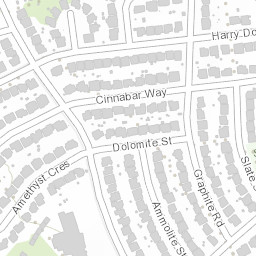 Harry Do
Cinnabar Way
Dolomite St
Amethyst Cres
Graphite Rd
Slate S
Ammolite St